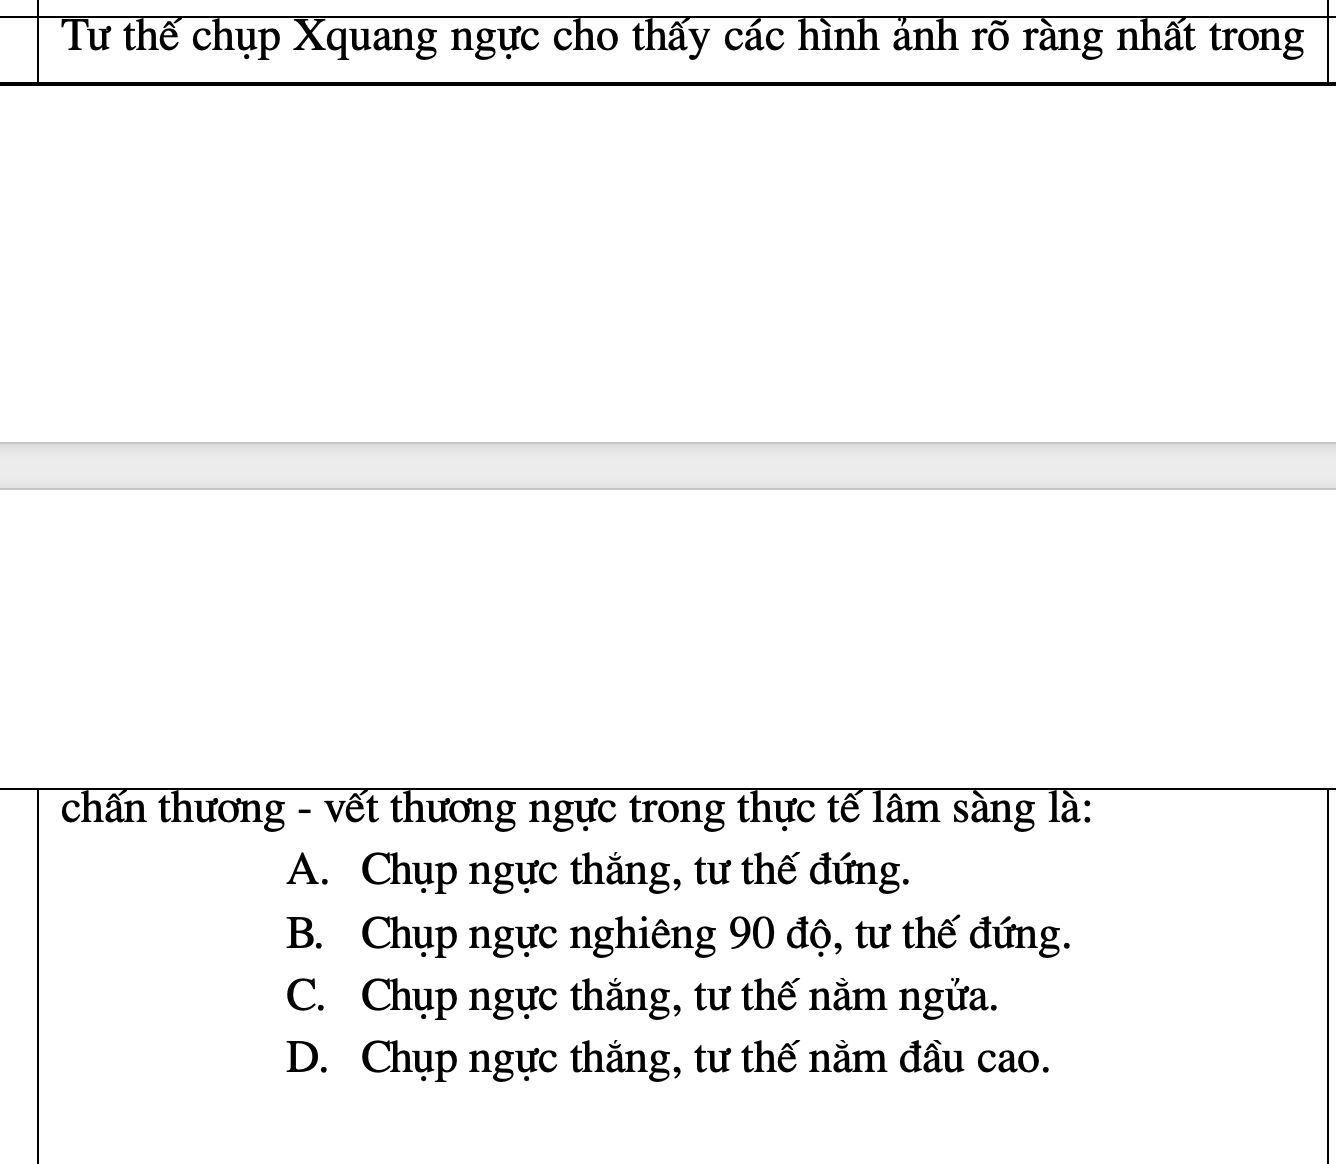 Tư thế chụp Xquang ngực cho thấy các hình ảnh rõ ràng nhất trong
chấn thương - vết thương ngực trong thực tế lâm sàng là:
A. Chụp ngực thẳng, tư thế đứng.
B. Chụp ngực nghiêng 90 độ, tư thế đứng.
C. Chụp ngực thẳng, tư thế nằm ngửa.
D. Chụp ngực thẳng, tư thế nằm đầu cao.